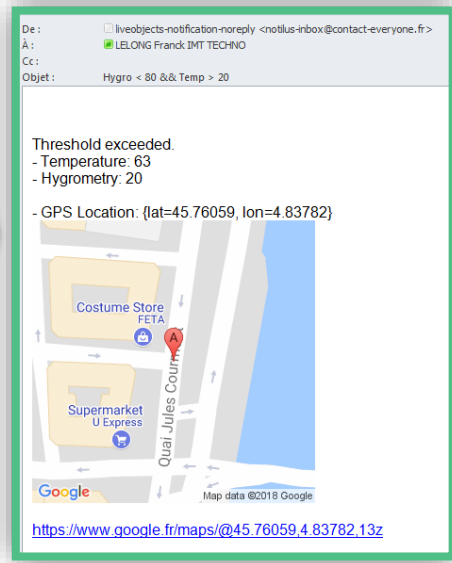 De : liveobjects-notification-noreply <notilus-inbox@contact-everyone.fr>
À : LELONG Franck IMT TECHNO
Cc :
Objet : Hygro < 80 && Temp > 20
Threshold exceeded.
- Temperature: 63
- Hygrometry: 20
- GPS Location: {lat=45.76059, lon=4.83782}
Costume Store
FETA
A
Supermarket
U Express
Quai Jules
Google
Map data ©2018 Google
https://www.google.fr/maps/@45.76059,4.83782,13z